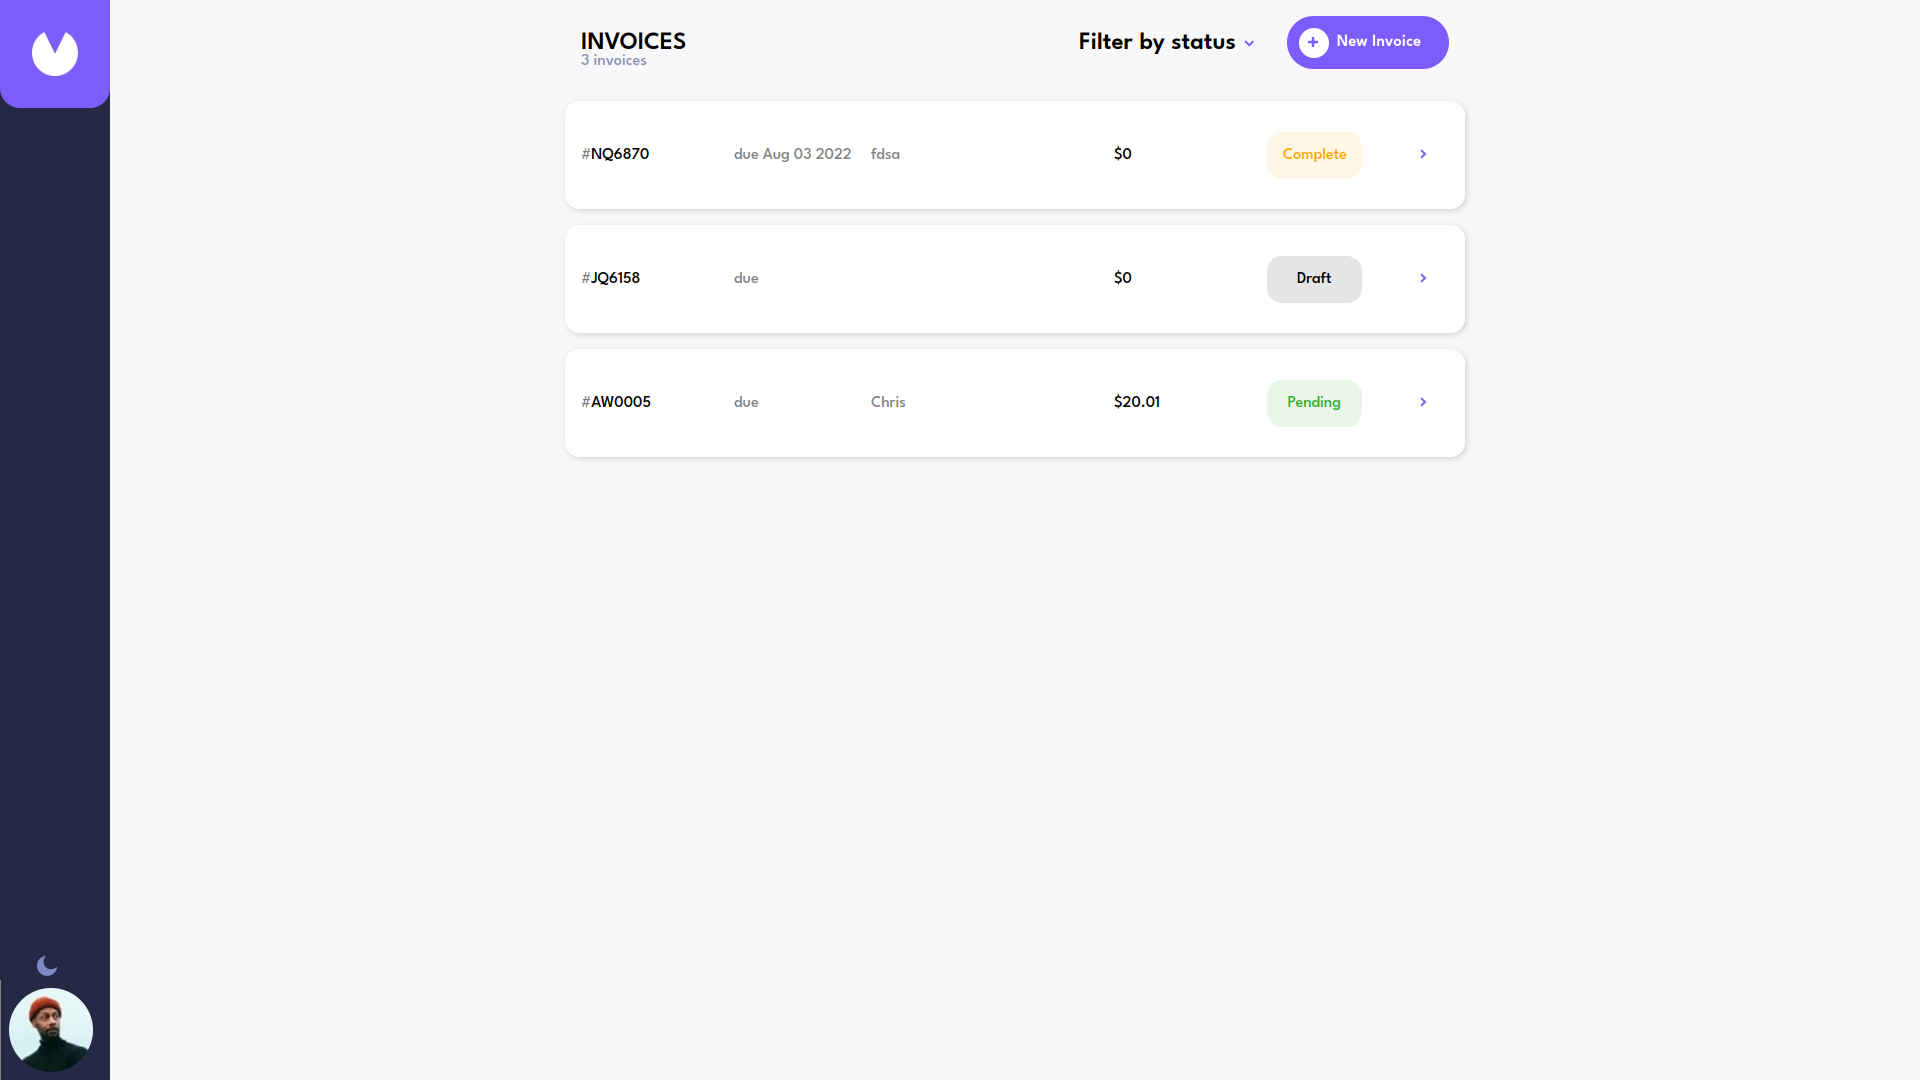 INVOICES
3 invoices
Filter by status
New Invoice
#NQ6870 due Aug 03 2022 fdsa $0 Complete
#JQ6158 due $0 Draft
#AW0005 due Chris $20.01 Pending